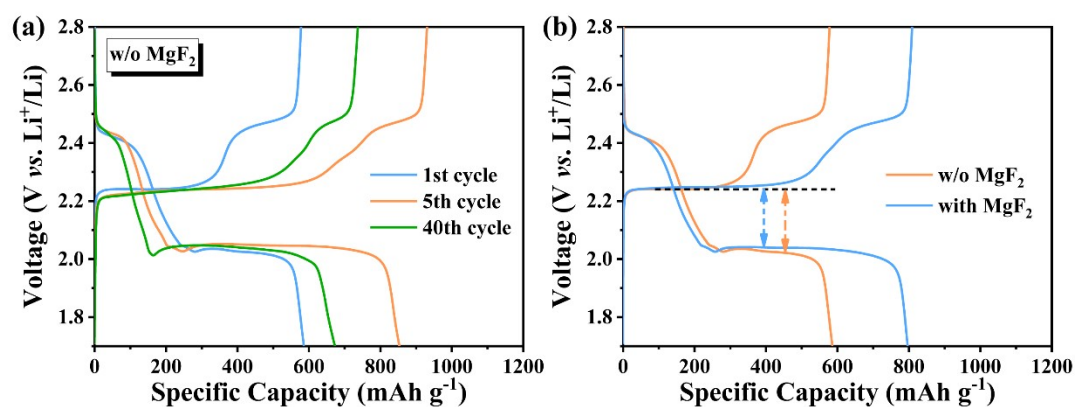 (a)
w/o MgF₂
2.8
2.6
2.4
2.2
2.0
1.8
Voltage (V vs. Li⁺/Li)
1st cycle
5th cycle
40th cycle
0 200 400 600 800 1000 1200
Specific Capacity (mAh g⁻¹)
(b)
2.8
2.6
2.4
2.2
2.0
1.8
Voltage (V vs. Li⁺/Li)
w/o MgF₂
with MgF₂
0 200 400 600 800 1000 1200
Specific Capacity (mAh g⁻¹)